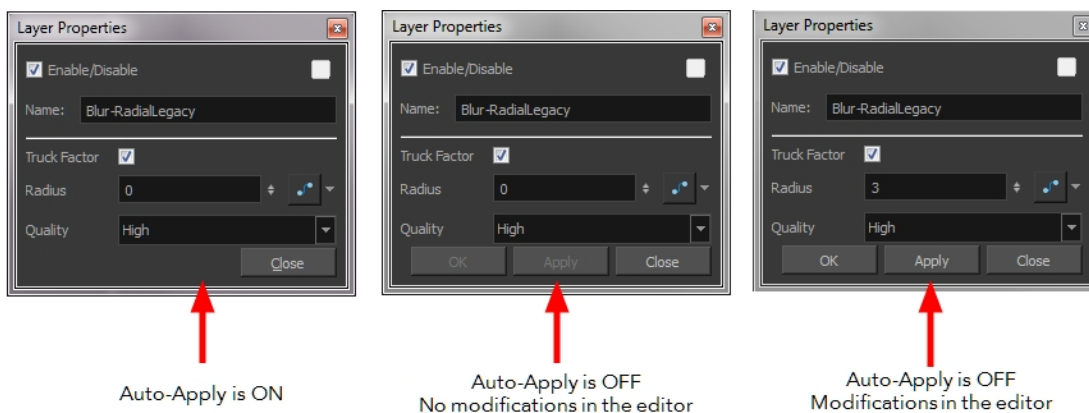 Layer Properties
Enable/Disable
Name: Blur-RadialLegacy
Truck Factor
Radius 0
Quality High
Close
Auto-Apply is ON
Layer Properties
Enable/Disable
Name: Blur-RadialLegacy
Truck Factor
Radius 0
Quality High
OK Apply Close
Auto-Apply is OFF
No modifications in the editor
Layer Properties
Enable/Disable
Name: Blur-RadialLegacy
Truck Factor
Radius 3
Quality High
OK Apply Close
Auto-Apply is OFF
Modifications in the editor